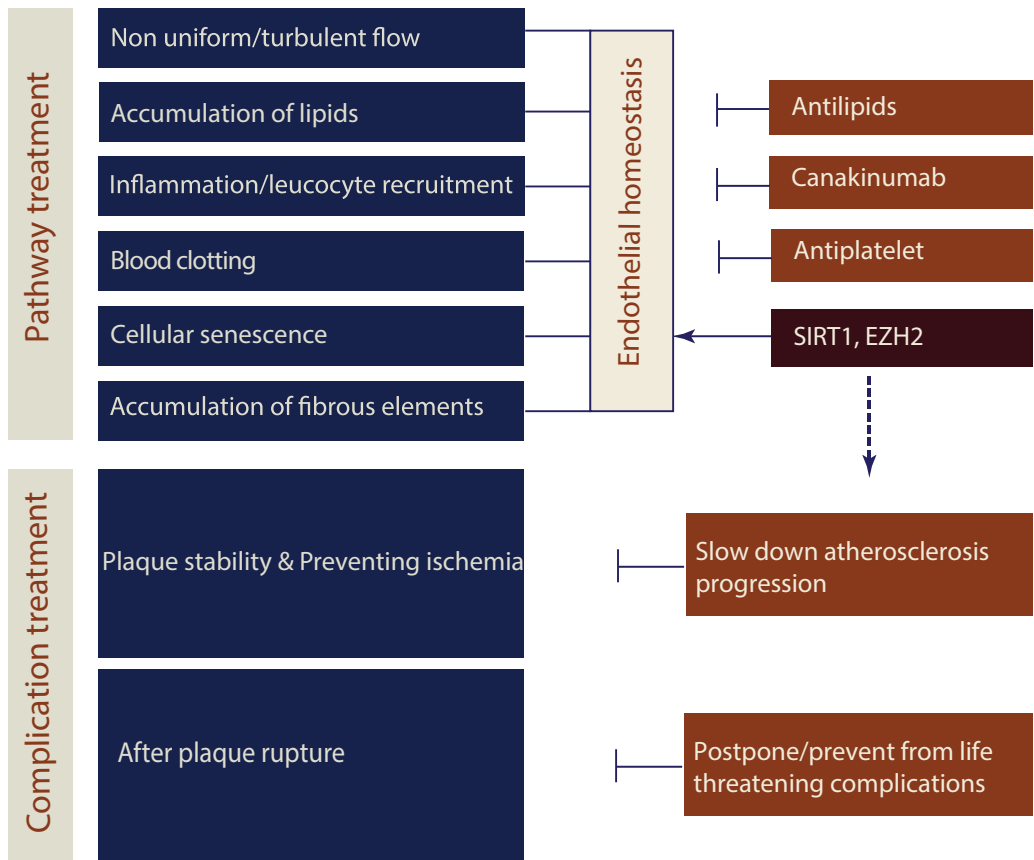 Pathway treatment
Non uniform/turbulent flow
Accumulation of lipids
Inflammation/leucocyte recruitment
Blood clotting
Cellular senescence
Accumulation of fibrous elements
Endothelial homeostasis
Antilipids
Canakinumab
Antiplatelet
SIRT1, EZH2
Complication treatment
Plaque stability & Preventing ischemia
Slow down atherosclerosis
progression
After plaque rupture
Postpone/prevent from life
threatening complications